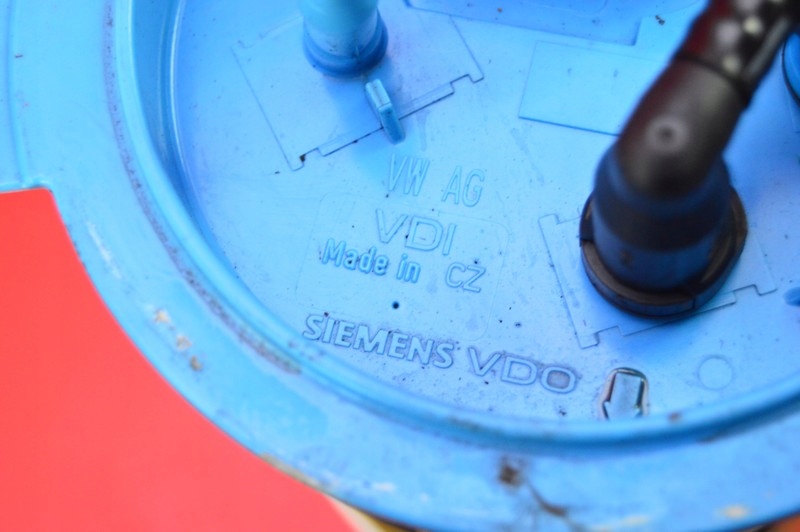 VW AG
VDI
Made in CZ
SIEMENS VDO